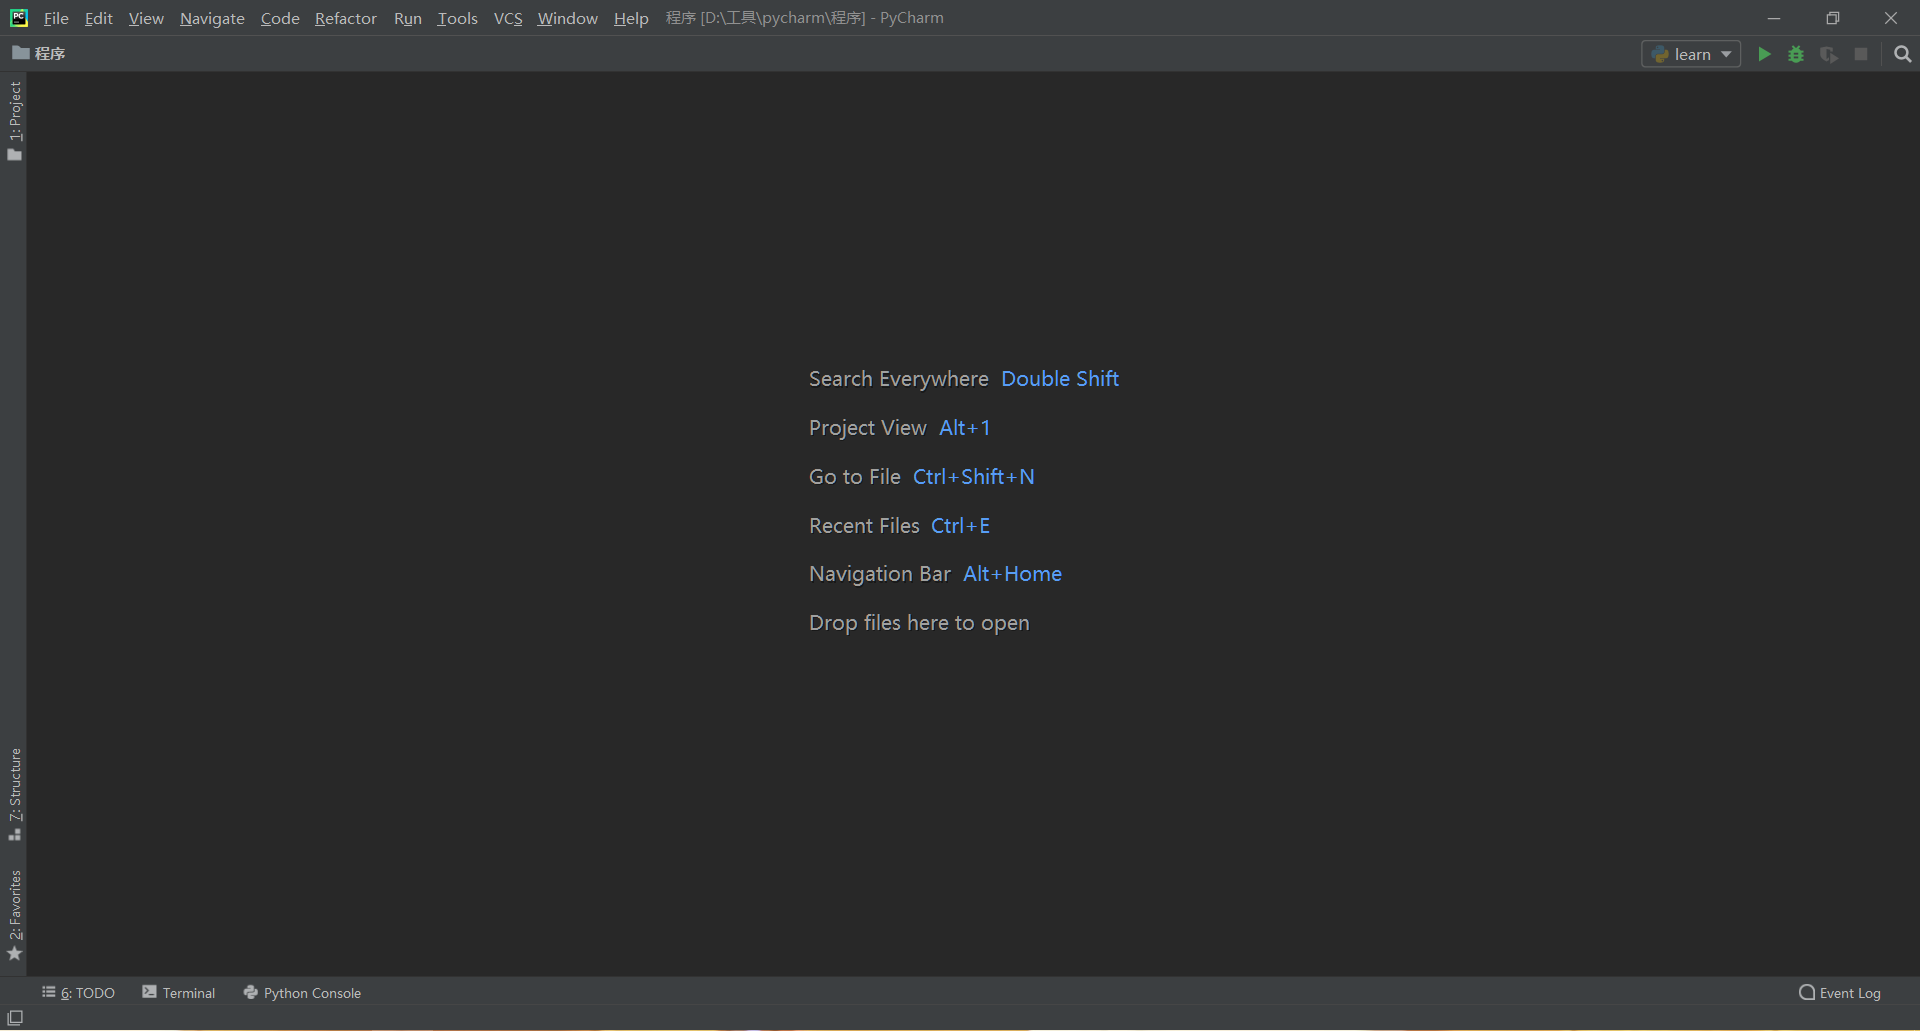 PC File Edit View Navigate Code Refactor Run Tools VCS Window Help 程序 [D:\工具\pycharm\程序] - PyCharm
程序 learn
1: Project
Search Everywhere Double Shift
Project View Alt+1
Go to File Ctrl+Shift+N
Recent Files Ctrl+E
Navigation Bar Alt+Home
Drop files here to open
7: Structure
2: Favorites
6: TODO Terminal Python Console Event Log